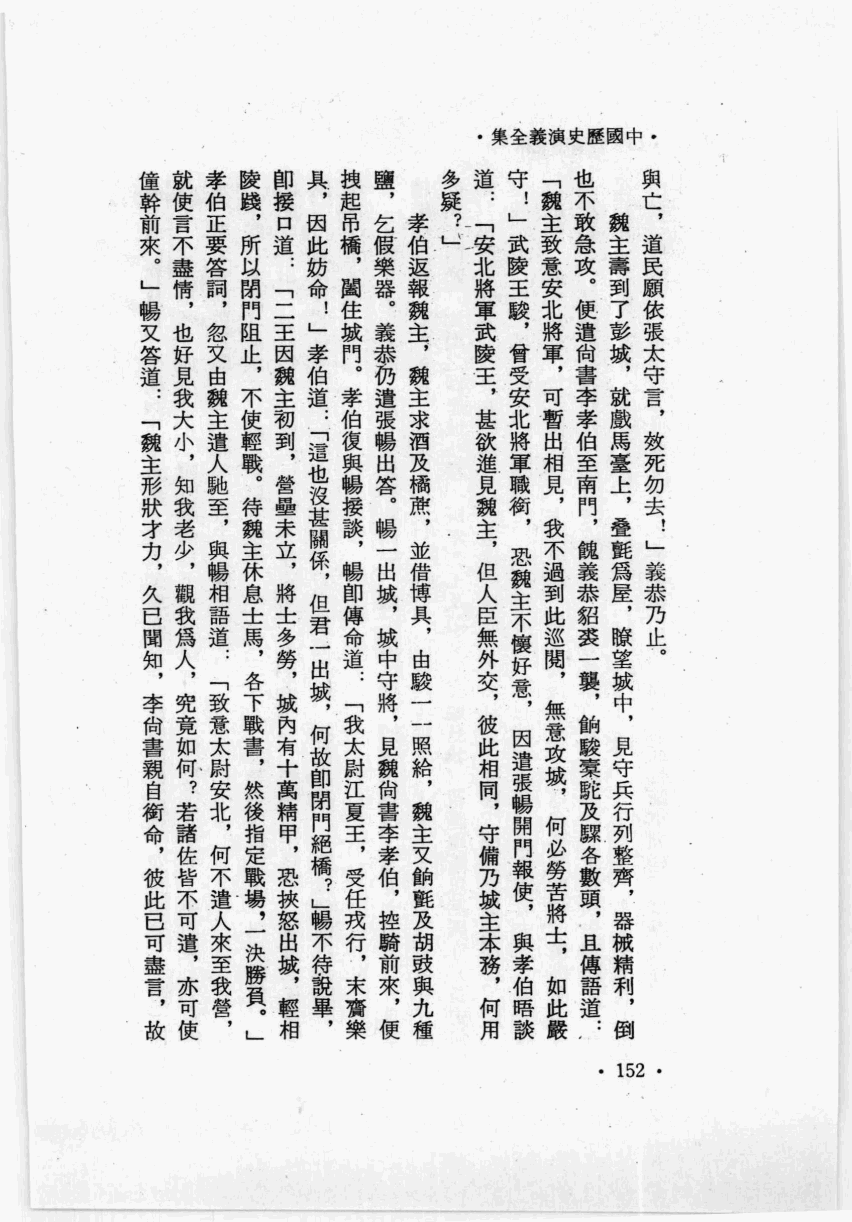 ·中國歷史演義全集·
與亡，道民願依張太守言，效死勿去！」義恭乃止。
魏主壽到了彭城，就戲馬臺上，叠氈爲屋，瞭望城中，見守兵行列整齊，器械精利，倒
也不敢急攻。便遣尙書李孝伯至南門，餽義恭貂裘一襲，餉駿橐駝及騾各數頭，且傳語道：
「魏主致意安北將軍，可暫出相見，我不過到此巡閱，無意攻城，何必勞苦將士，如此嚴
守！」武陵王駿，曾受安北將軍職銜，恐魏主不懷好意，因遣張暢開門報使，與孝伯晤談
道：「安北將軍武陵王，甚欲進見魏主，但人臣無外交，彼此相同，守備乃城主本務，何用
多疑？」
孝伯返報魏主，魏主求酒及橘蔗，並借博具，由駿一一照給，魏主又餉氈及胡豉與九種
鹽，乞假樂器。義恭仍遣張暢出答。暢一出城，城中守將，見魏尙書李孝伯，控騎前來，便
拽起吊橋，闔住城門。孝伯復與暢接談，暢卽傳命道：「我太尉江夏王，受任戎行，末齎樂
具，因此妨命！」孝伯道：「這也沒甚關係，但君一出城，何故卽閉門絕橋？」暢不待說畢，
卽接口道：「二王因魏主初到，營壘未立，將士多勞，城內有十萬精甲，恐挾怒出城，輕相
陵踐，所以閉門阻止，不使輕戰。待魏主休息士馬，各下戰書，然後指定戰場，一決勝負。」
孝伯正要答詞，忽又由魏主遣人馳至，與暢相語道：「致意太尉安北，何不遣人來至我營，
就使言不盡情，也好見我大小，知我老少，觀我爲人，究竟如何？若諸佐皆不可遣，亦可使
僮幹前來。」暢又答道：「魏主形狀才力，久已聞知，李尙書親自銜命，彼此已可盡言，故
·152·